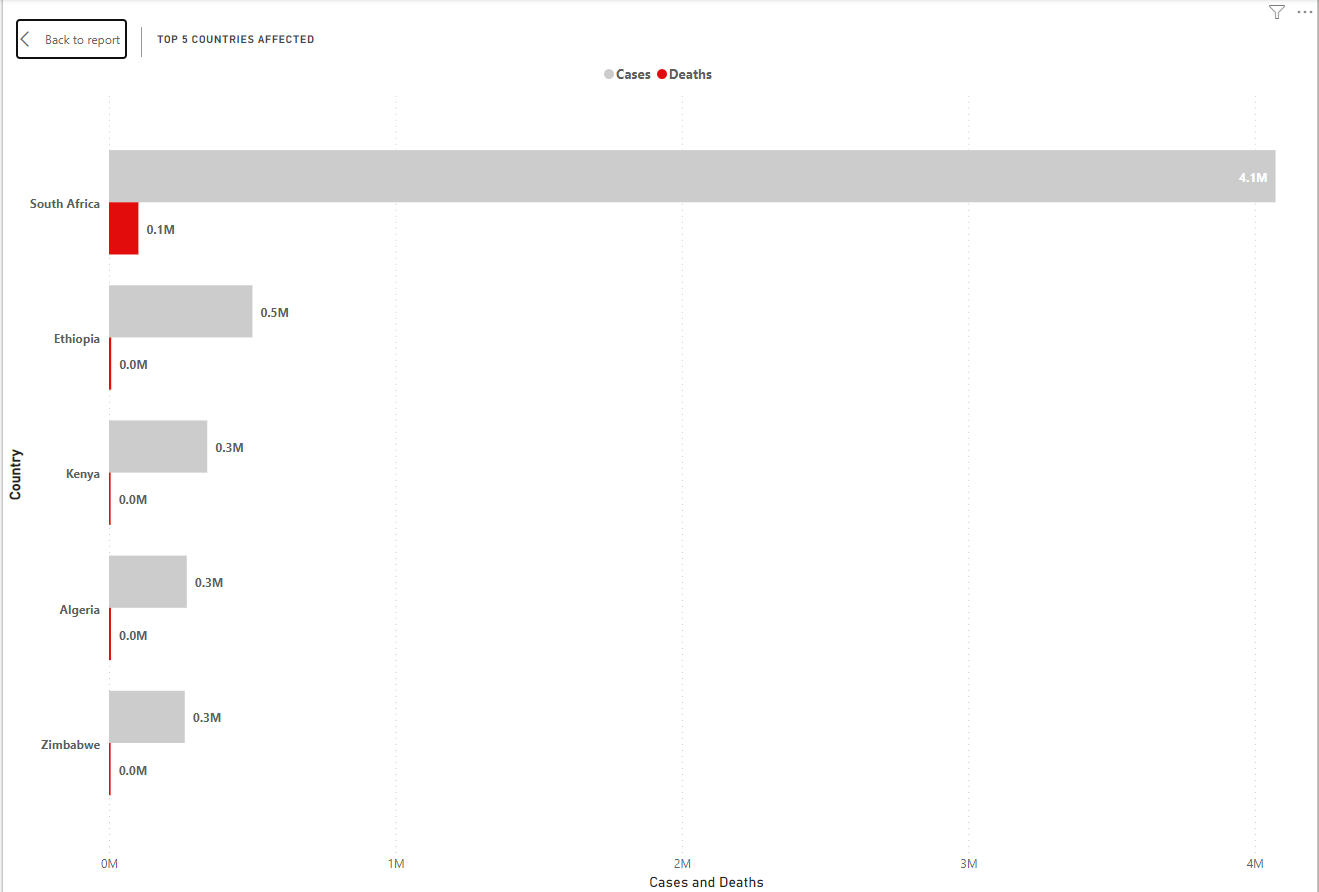 Back to report
TOP 5 COUNTRIES AFFECTED
Cases Deaths
South Africa
4.1M
0.1M
Ethiopia
0.5M
0.0M
Kenya
0.3M
0.0M
Algeria
0.3M
0.0M
Zimbabwe
0.3M
0.0M
Country
0M 1M 2M 3M 4M
Cases and Deaths